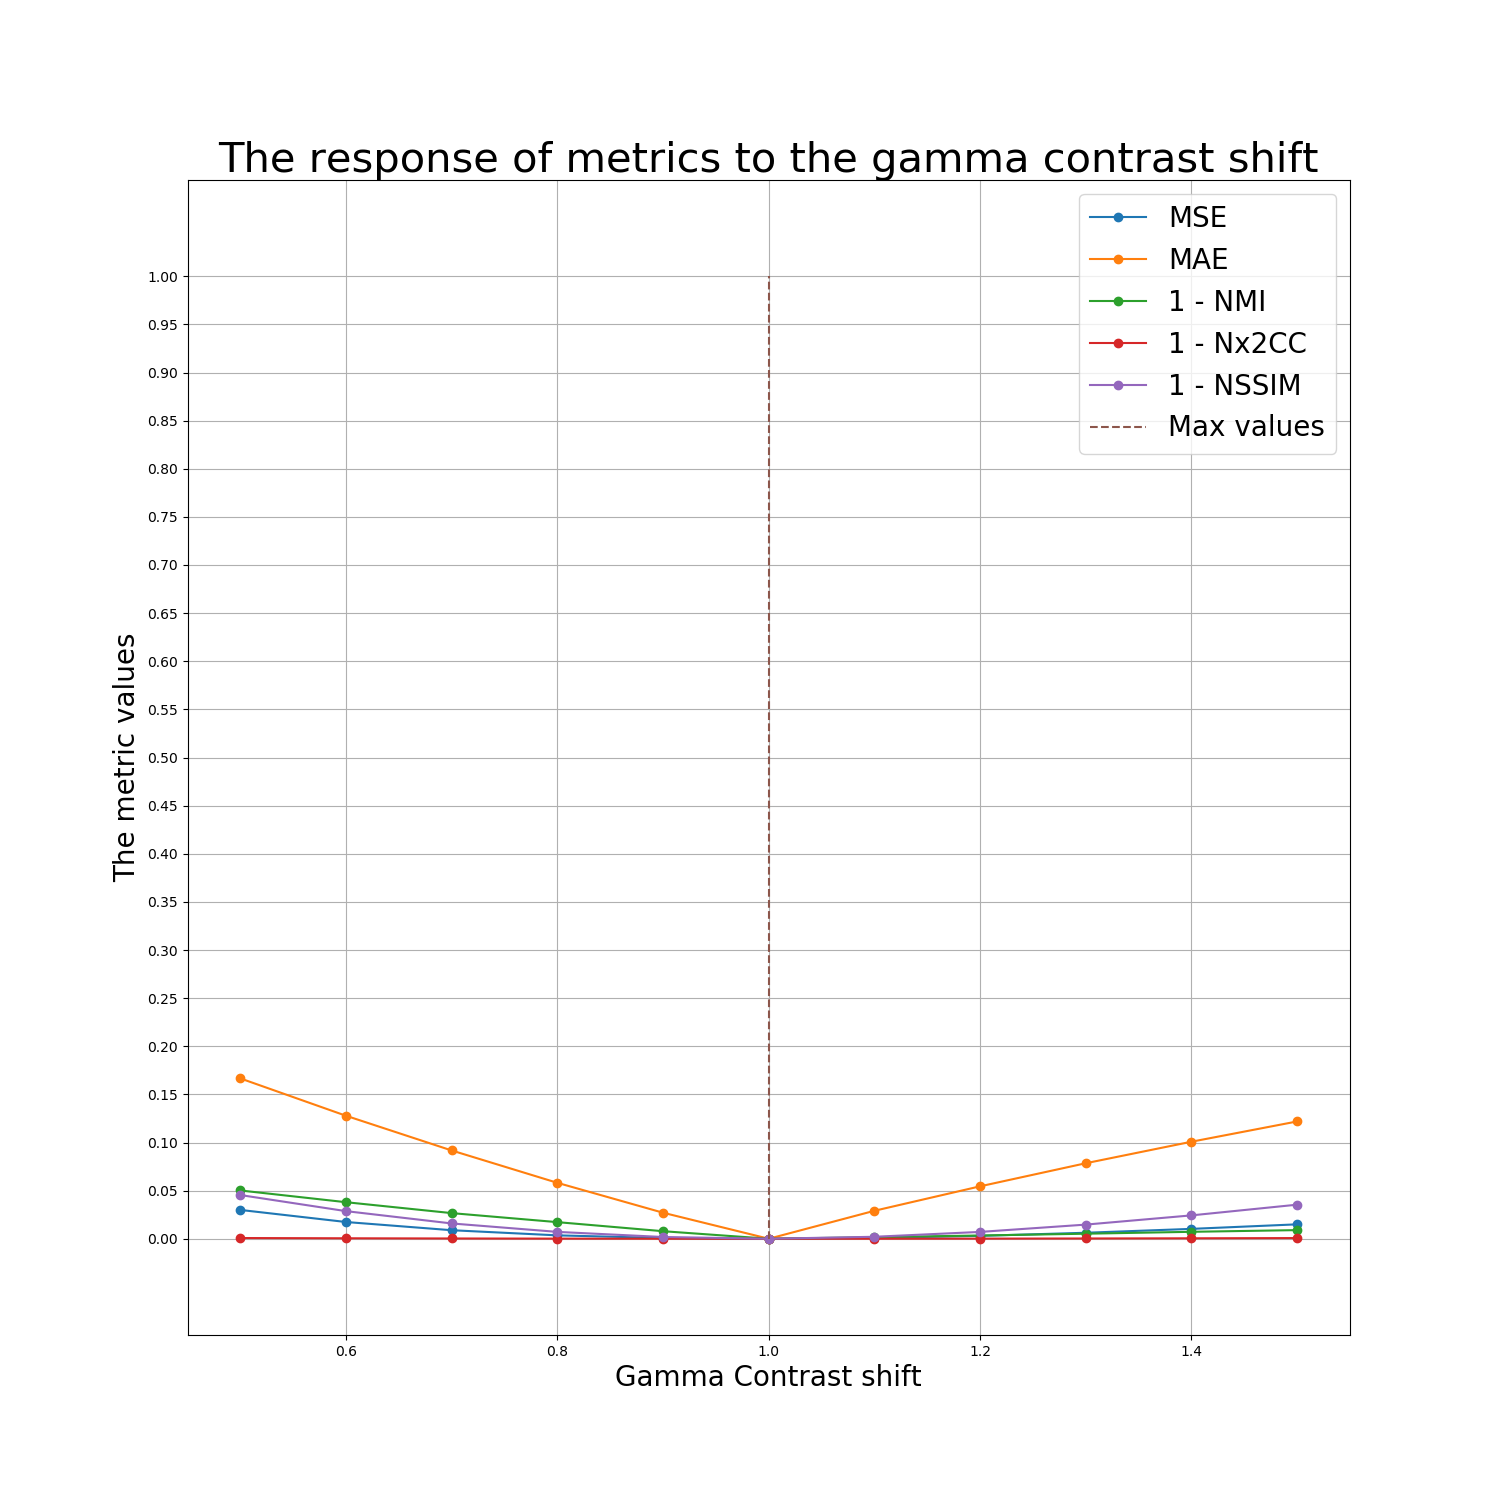 The response of metrics to the gamma contrast shift
MSE
MAE
1 - NMI
1 - Nx2CC
1 - NSSIM
Max values
The metric values
1.00
0.95
0.90
0.85
0.80
0.75
0.70
0.65
0.60
0.55
0.50
0.45
0.40
0.35
0.30
0.25
0.20
0.15
0.10
0.05
0.00
0.6 0.8 1.0 1.2 1.4
Gamma Contrast shift